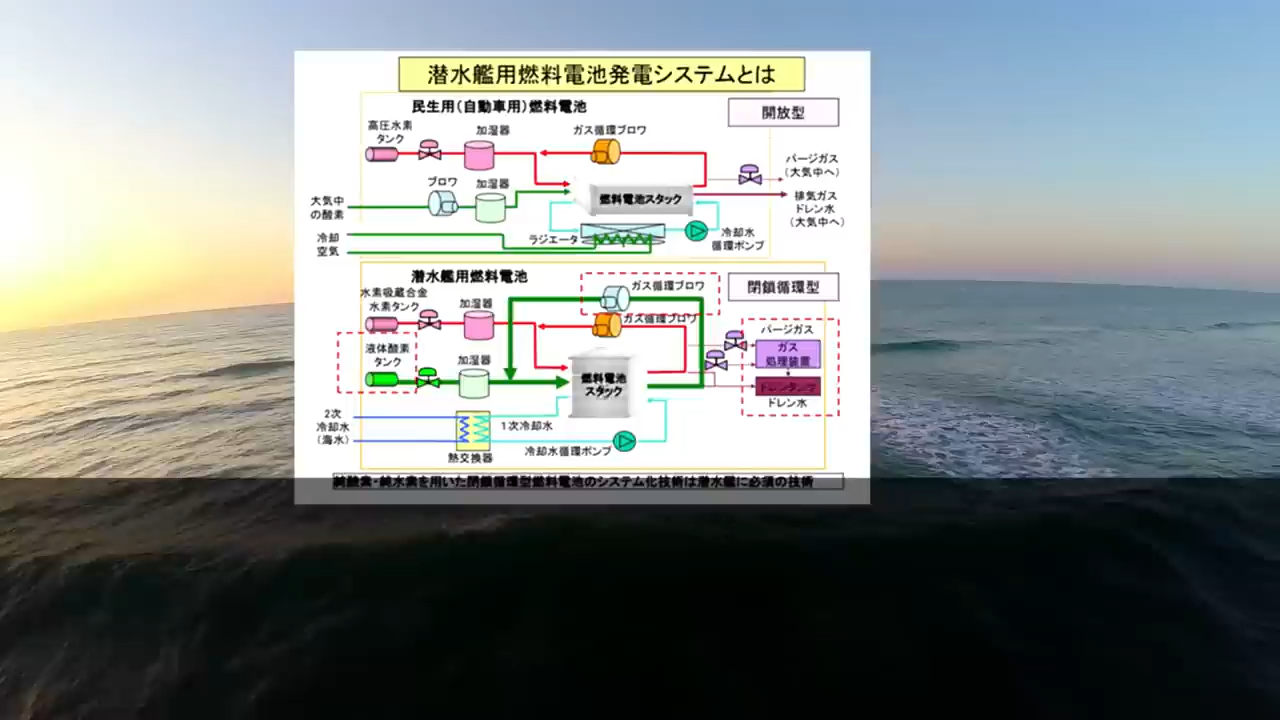 潜水艦用燃料電池発電システムとは
民生用(自動車用)燃料電池
開放型
高圧水素
タンク
加湿器
ガス循環ブロワ
パージガス
(大気中へ)
ブロワ
加湿器
大気中
の酸素
燃料電池スタック
排気ガス
ドレン水
(大気中へ)
冷却
空気
ラジエータ
冷却水
循環ポンプ
潜水艦用燃料電池
閉鎖循環型
水素吸蔵合金
水素タンク
加湿器
ガス循環ブロワ
ガス循環ブロワ
パージガス
ガス
処理装置
液体酸素
タンク
加湿器
燃料電池
スタック
ドレンタンク
ドレン水
2次
冷却水
(海水)
1次冷却水
熱交換器
冷却水循環ポンプ
純酸素・純水素を用いた閉鎖循環型燃料電池のシステム化技術は潜水艦に必須の技術